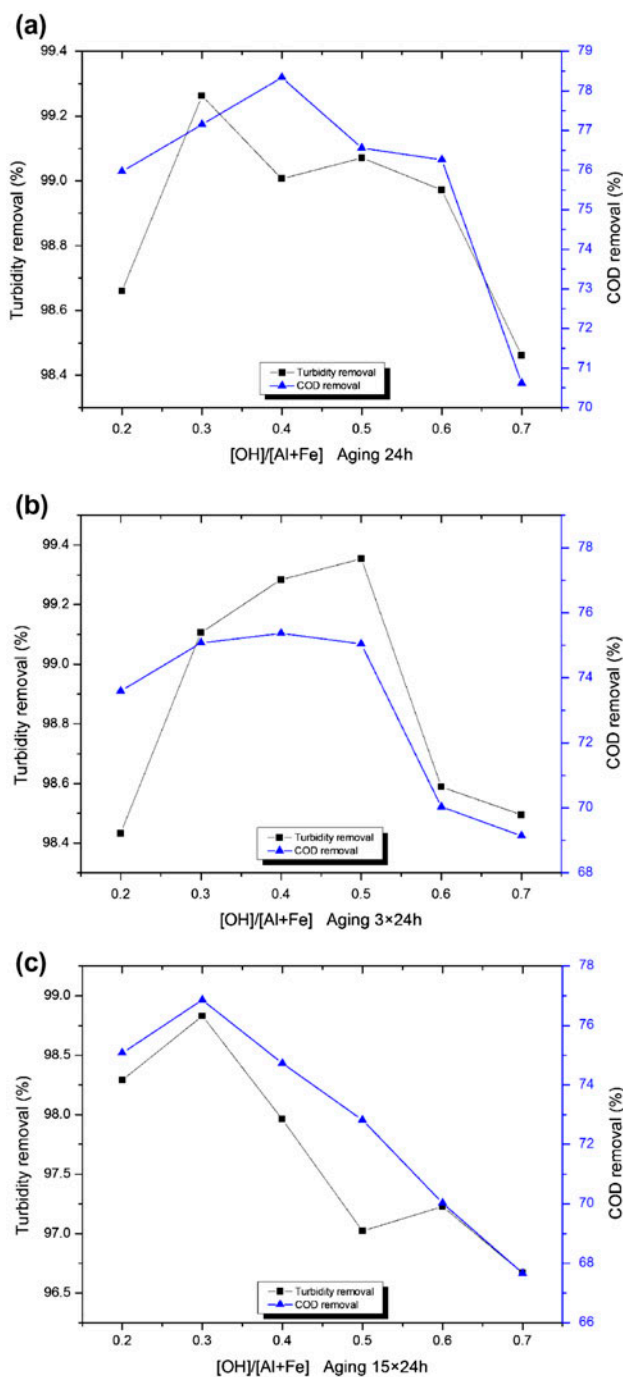 (a)
Turbidity removal (%)
99.4
99.2
99.0
98.8
98.6
98.4
COD removal (%)
79
78
77
76
75
74
73
72
71
70
Turbidity removal
COD removal
0.2 0.3 0.4 0.5 0.6 0.7
[OH]/[Al+Fe] Aging 24h
(b)
Turbidity removal (%)
99.4
99.2
99.0
98.8
98.6
98.4
COD removal (%)
78
76
74
72
70
68
Turbidity removal
COD removal
0.2 0.3 0.4 0.5 0.6 0.7
[OH]/[Al+Fe] Aging 3×24h
(c)
Turbidity removal (%)
99.0
98.5
98.0
97.5
97.0
96.5
COD removal (%)
78
76
74
72
70
68
66
Turbidity removal
COD removal
0.2 0.3 0.4 0.5 0.6 0.7
[OH]/[Al+Fe] Aging 15×24h